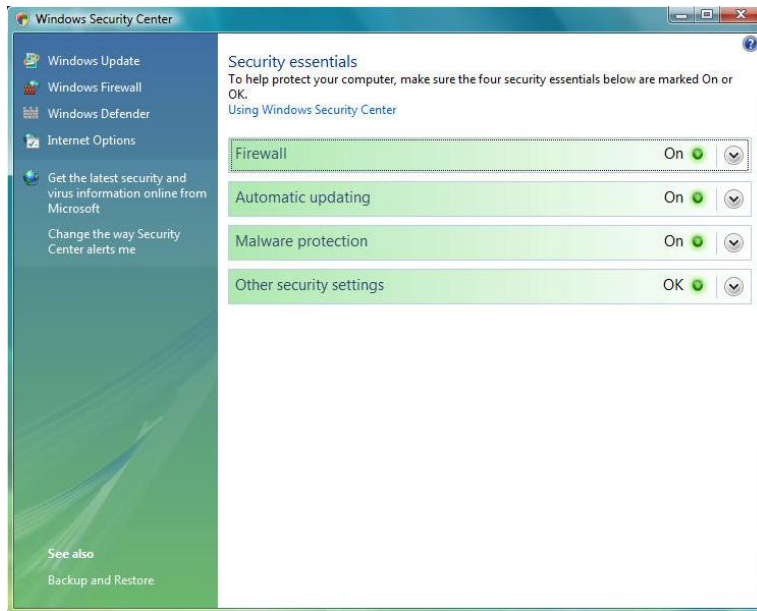 Windows Security Center
Windows Update
Windows Firewall
Windows Defender
Internet Options
Get the latest security and
virus information online from
Microsoft
Change the way Security
Center alerts me
See also
Backup and Restore
Security essentials
To help protect your computer, make sure the four security essentials below are marked On or
OK.
Using Windows Security Center
Firewall On
Automatic updating On
Malware protection On
Other security settings OK